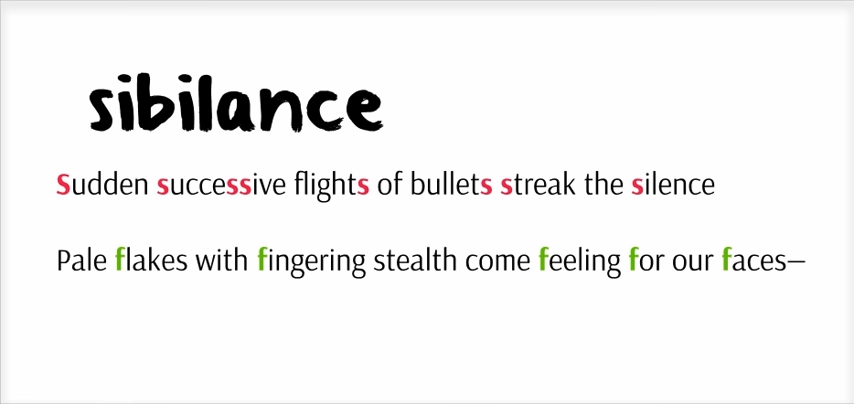 sibilance
Sudden successive flights of bullets streak the silence
Pale flakes with fingering stealth come feeling for our faces—